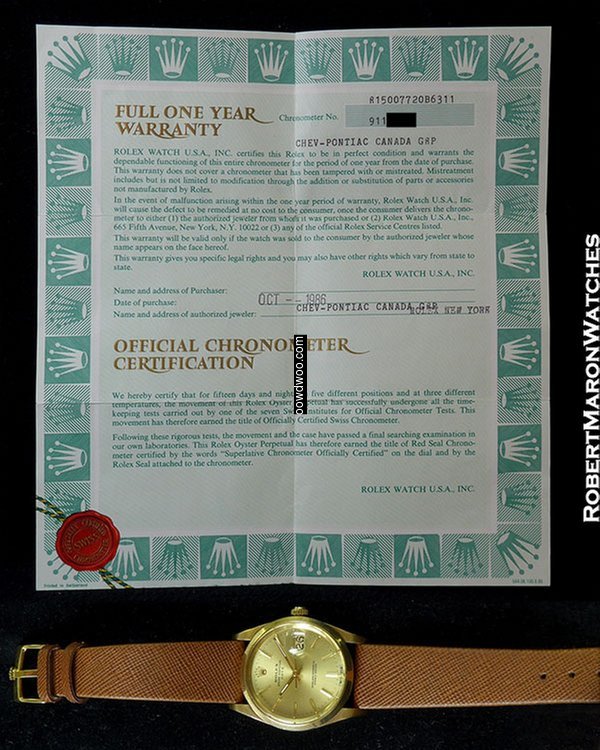 R15007720B6311
FULL ONE YEAR
WARRANTY
Chronometer No.
911
CHEV-PONTIAC CANADA GRP
ROLEX WATCH U.S.A., INC. certifies this Rolex to be in perfect condition and warrants the
dependable functioning of this entire chronometer for the period of one year from the date of purchase.
This warranty does not cover a chronometer that has been tampered with or mistreated. Mistreatment
includes but is not limited to modification through the addition or substitution of parts or accessories
not manufactured by Rolex.
In the event of malfunction arising within the one year period of warranty, Rolex Watch U.S.A., Inc.
will cause the defect to be remedied at no cost to the consumer, once the consumer delivers the chrono-
meter to either (1) the authorized jeweler from whom it was purchased or (2) Rolex Watch U.S.A., Inc.,
665 Fifth Avenue, New York, N.Y. 10022 or (3) any of the official Rolex Service Centres listed.
This warranty will be valid only if the watch was sold to the consumer by the authorized jeweler whose
name appears on the face hereof.
This warranty gives you specific legal rights and you may also have other rights which vary from state to
state.
ROLEX WATCH U.S.A., INC.
Name and address of Purchaser:
Date of purchase: OCT -- 1986
CHEV-PONTIAC CANADA GRP
Name and address of authorized jeweler: ROLEX NEW YORK
OFFICIAL CHRONOMETER
CERTIFICATION
We hereby certify that for fifteen days and nights, five different positions and at three different
temperatures, the movement of this Rolex Oyster Perpetual has successfully undergone all the time-
keeping tests carried out by one of the seven Swiss Institutes for Official Chronometer Tests. This
movement has therefore earned the title of Officially Certified Swiss Chronometer.
Following these rigorous tests, the movement and the case have passed a final searching examination in
our own laboratories. This Rolex Oyster Perpetual has therefore earned the title of Red Seal Chrono-
meter certified by the words "Superlative Chronometer Officially Certified" on the dial and by the
Rolex Seal attached to the chronometer.
ROLEX WATCH U.S.A., INC.
Printed in Switzerland
SWISS
ROLEX
26
oowdwoo.com
ROBERTMARONWATCHES